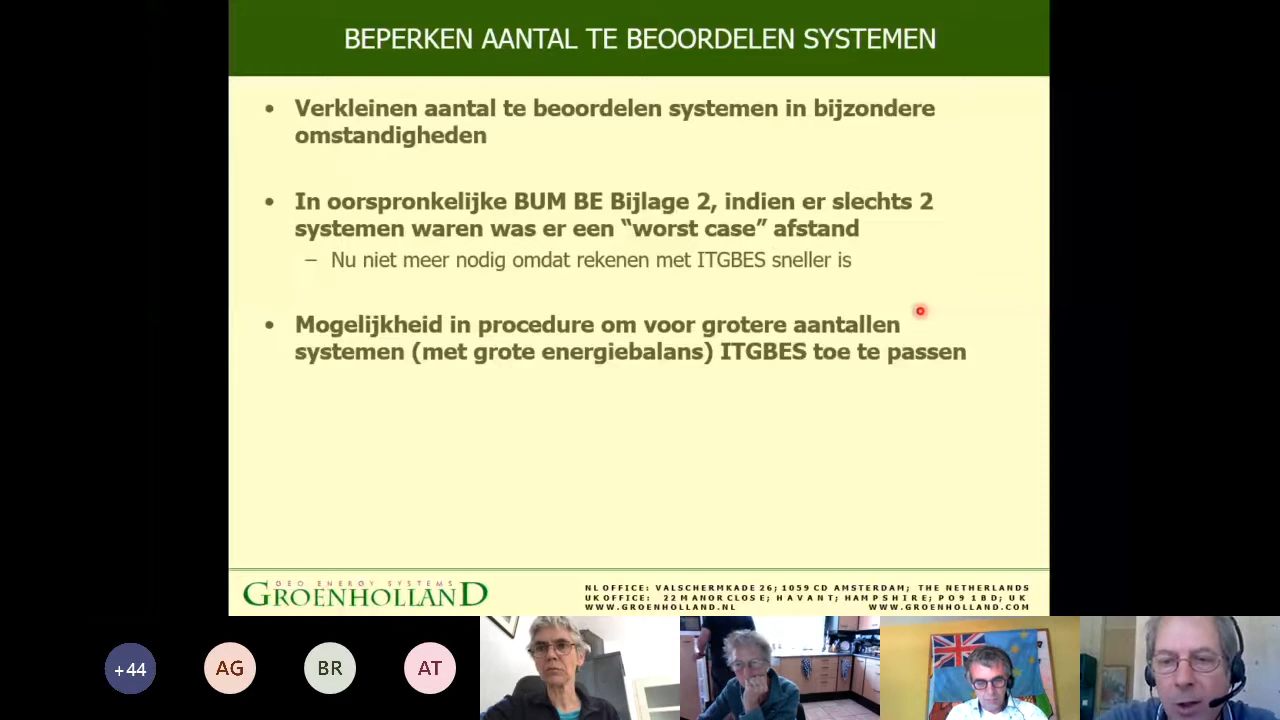 BEPERKEN AANTAL TE BEOORDELEN SYSTEMEN
• Verkleinen aantal te beoordelen systemen in bijzondere
omstandigheden
• In oorspronkelijke BUM BE Bijlage 2, indien er slechts 2
systemen waren was er een “worst case” afstand
– Nu niet meer nodig omdat rekenen met ITGBES sneller is
• Mogelijkheid in procedure om voor grotere aantallen
systemen (met grote energiebalans) ITGBES toe te passen
GEO ENERGY SYSTEMS
GROENHOLLAND
NL OFFICE: VALSCHERMKADE 26; 1059 CD AMSTERDAM; THE NETHERLANDS
UK OFFICE: 22 MANOR CLOSE; HAVANT; HAMPSHIRE; PO9 1BD; UK
WWW.GROENHOLLAND.NL WWW.GROENHOLLAND.COM
+44 AG BR AT